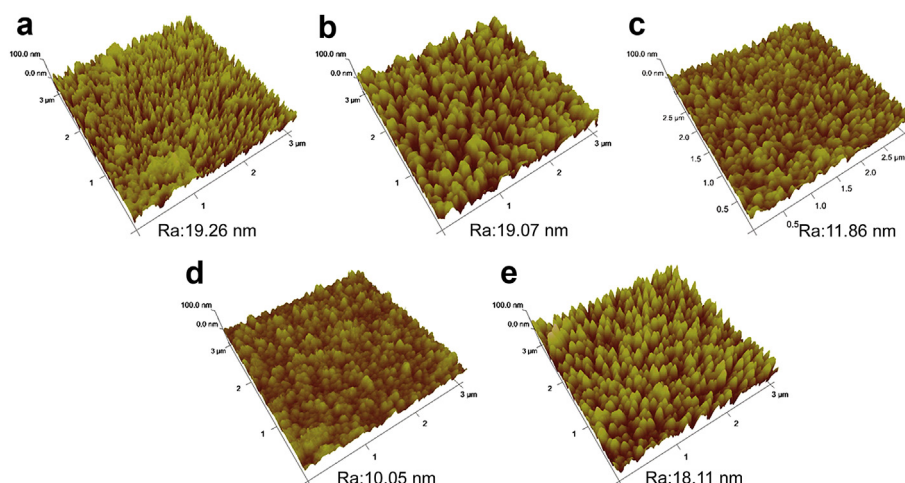 a
100.0 nm
0.0 nm
3 µm
2
1
1
2
3 µm
Ra:19.26 nm
b
100.0 nm
0.0 nm
3 µm
2
1
1
2
3 µm
Ra:19.07 nm
c
100.0 nm
0.0 nm
2.5 µm
2.0
1.5
1.0
0.5
0.5
1.0
1.5
2.0
2.5 µm
Ra:11.86 nm
d
100.0 nm
0.0 nm
3 µm
2
1
1
2
3 µm
Ra:10.05 nm
e
100.0 nm
0.0 nm
3 µm
2
1
1
2
3 µm
Ra:18.11 nm